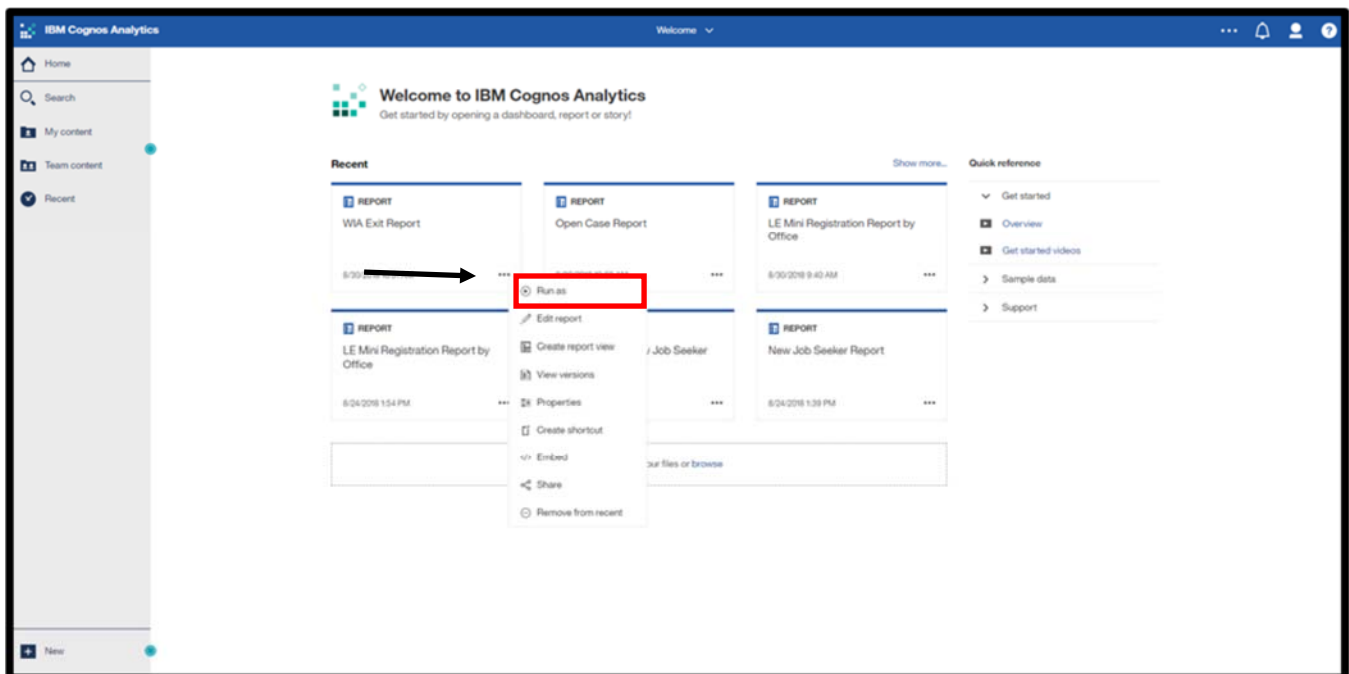 IBM Cognos Analytics
Welcome
Home
Search
My content
Team content
Recent
New
Welcome to IBM Cognos Analytics
Get started by opening a dashboard, report or story!
Recent
Show more...
REPORT
WIA Exit Report
REPORT
Open Case Report
REPORT
LE Mini Registration Report by
Office
8/30/2018 9:42 AM
REPORT
LE Mini Registration Report by
Office
8/24/2018 1:54 PM
Job Seeker
REPORT
New Job Seeker Report
8/24/2018 1:39 PM
Run as
Edit report
Create report view
View versions
Properties
Create shortcut
Embed
Share
Remove from recent
our files or browse
Quick reference
Get started
Overview
Get started videos
Sample data
Support